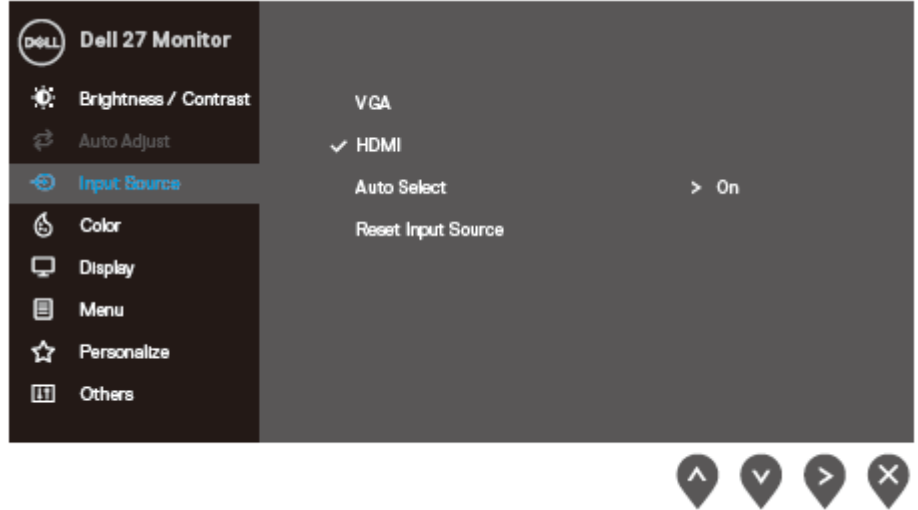 DELL Dell 27 Monitor
Brightness / Contrast
Auto Adjust
Input Source
Color
Display
Menu
Personalize
Others
VGA
HDMI
Auto Select > On
Reset Input Source